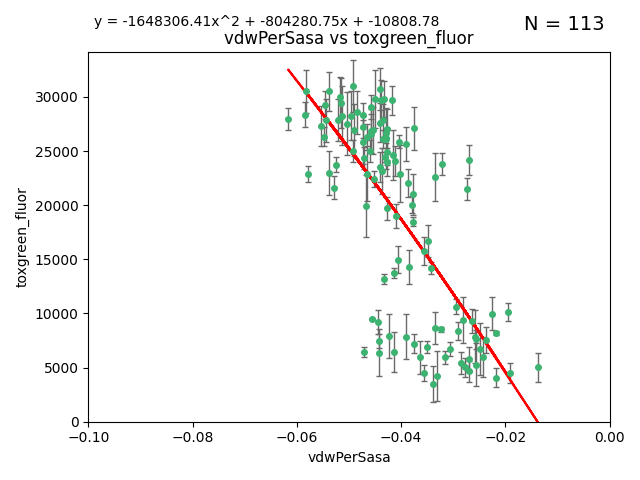 y = -1648306.41x^2 + -804280.75x + -10808.78
N = 113
vdwPerSasa vs toxgreen_fluor
toxgreen_fluor
30000
25000
20000
15000
10000
5000
0
−0.10
−0.08
−0.06
−0.04
−0.02
0.00
vdwPerSasa